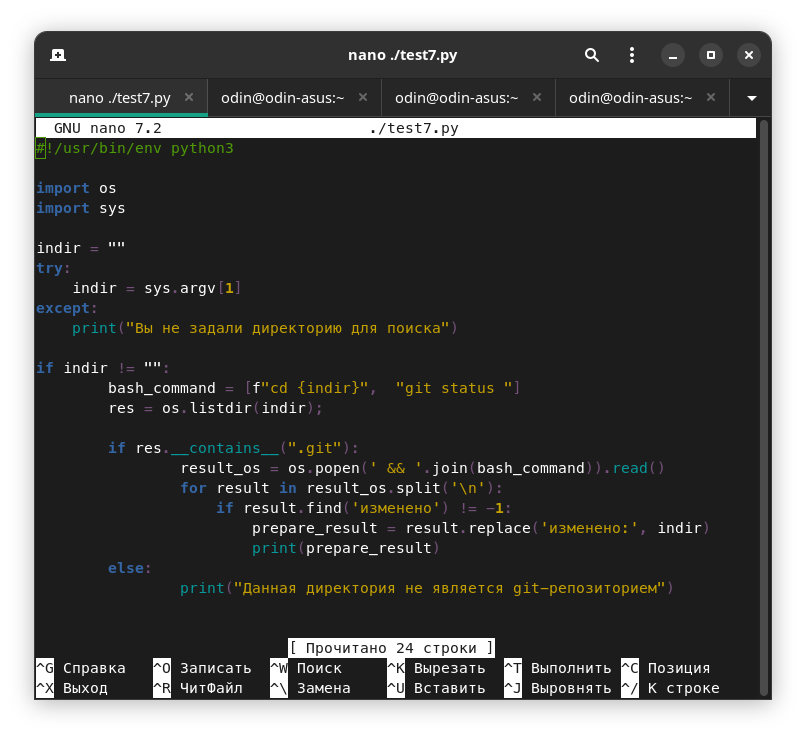 nano ./test7.py
nano ./test7.py × odin@odin-asus:~ × odin@odin-asus:~ × odin@odin-asus:~ ×
GNU nano 7.2 ./test7.py
#!/usr/bin/env python3
import os
import sys
indir = ""
try:
    indir = sys.argv[1]
except:
    print("Вы не задали директорию для поиска")
if indir != "":
        bash_command = [f"cd {indir}",  "git status "]
        res = os.listdir(indir);
        if res.__contains__(".git"):
                result_os = os.popen(' && '.join(bash_command)).read()
                for result in result_os.split('\n'):
                    if result.find('изменено') != -1:
                        prepare_result = result.replace('изменено:', indir)
                        print(prepare_result)
        else:
                print("Данная директория не является git-репозиторием")
[ Прочитано 24 строки ]
^G Справка ^O Записать ^W Поиск ^K Вырезать ^T Выполнить ^C Позиция
^X Выход ^R ЧитФайл ^\ Замена ^U Вставить ^J Выровнять ^/ К строке